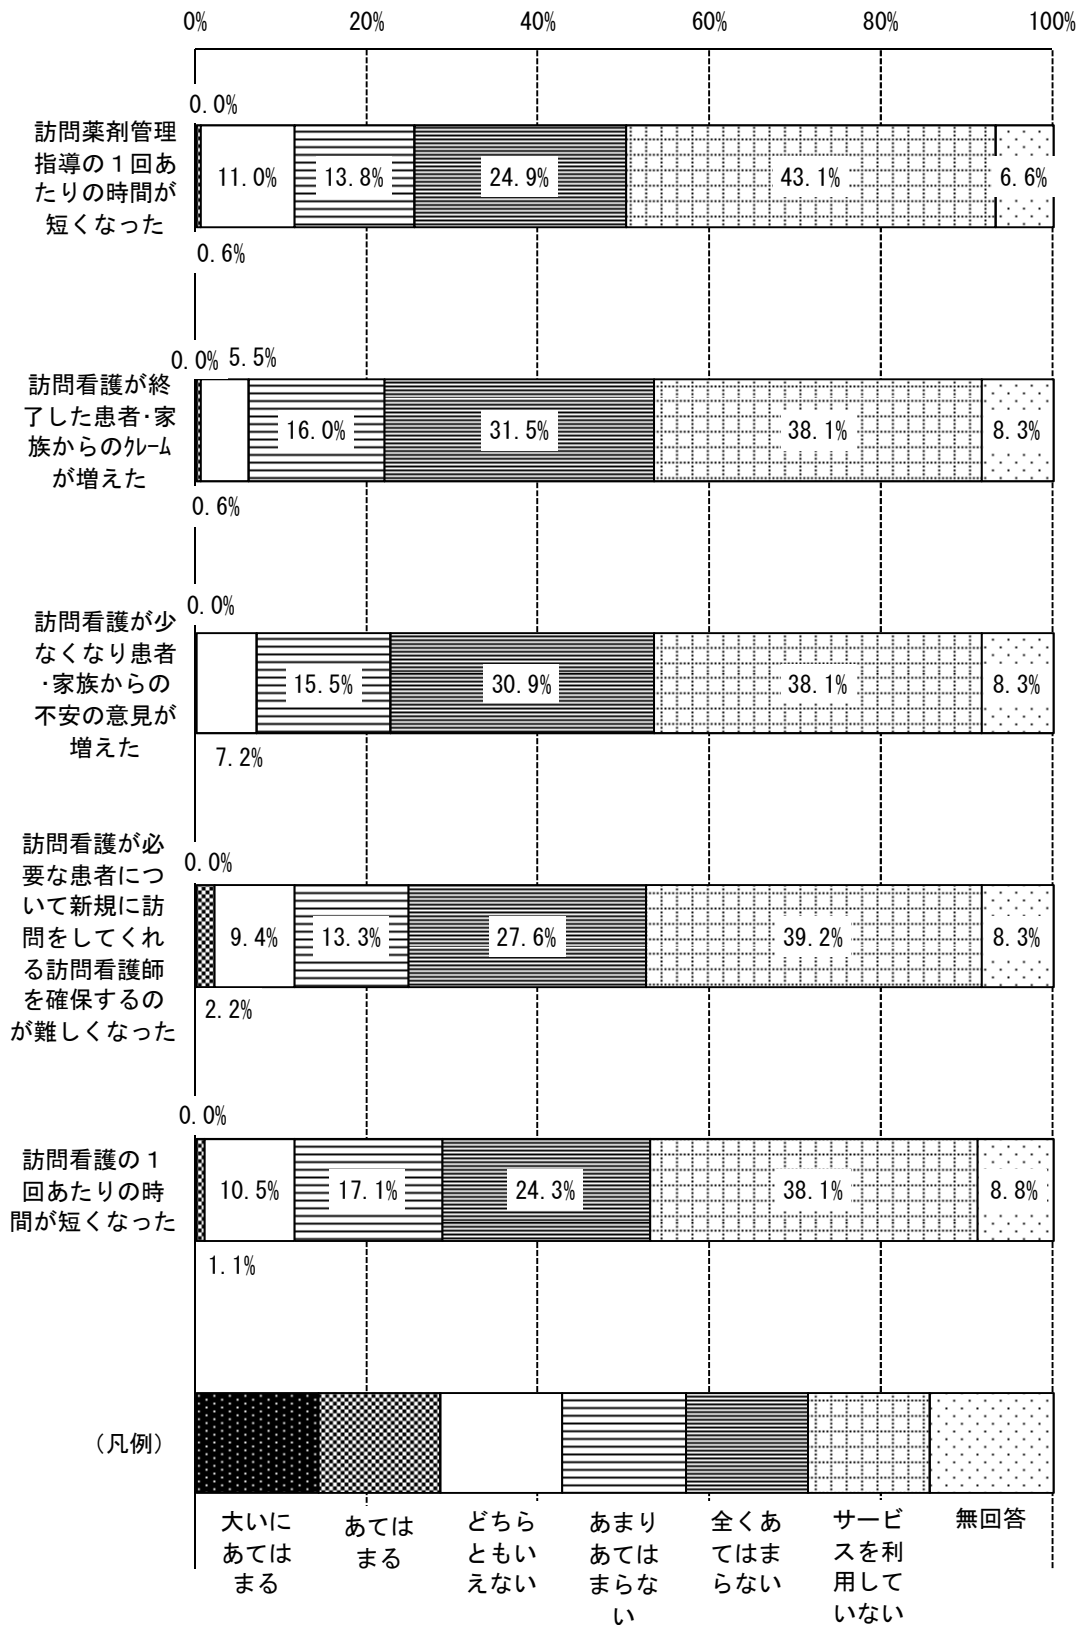 0% 20% 40% 60% 80% 100%
0.0%
訪問薬剤管理
指導の１回あ
たりの時間が
短くなった
11.0% 13.8% 24.9% 43.1% 6.6%
0.6%
0.0% 5.5%
訪問看護が終
了した患者・家
族からのｸﾚｰﾑ
が増えた
16.0% 31.5% 38.1% 8.3%
0.6%
0.0%
訪問看護が少
なくなり患者
・家族からの
不安の意見が
増えた
15.5% 30.9% 38.1% 8.3%
7.2%
0.0%
訪問看護が必
要な患者につ
いて新規に訪
問をしてくれ
る訪問看護師
を確保するの
が難しくなった
9.4% 13.3% 27.6% 39.2% 8.3%
2.2%
0.0%
訪問看護の１
回あたりの時
間が短くなった
10.5% 17.1% 24.3% 38.1% 8.8%
1.1%
（凡例）
大いに
あては
まる
あては
まる
どちら
ともい
えない
あまり
あては
まらな
い
全くあ
てはま
らない
サービ
スを利
用して
いない
無回答